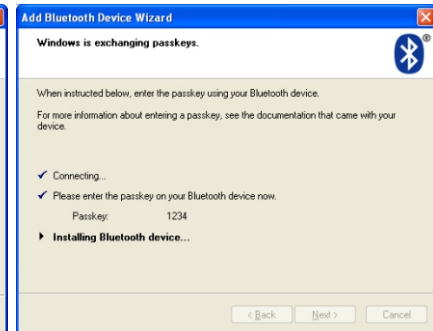 Add Bluetooth Device Wizard
Windows is exchanging passkeys.
When instructed below, enter the passkey using your Bluetooth device.
For more information about entering a passkey, see the documentation that came with your
device.
Connecting...
Please enter the passkey on your Bluetooth device now.
Passkey: 1234
Installing Bluetooth device...
< Back Next > Cancel